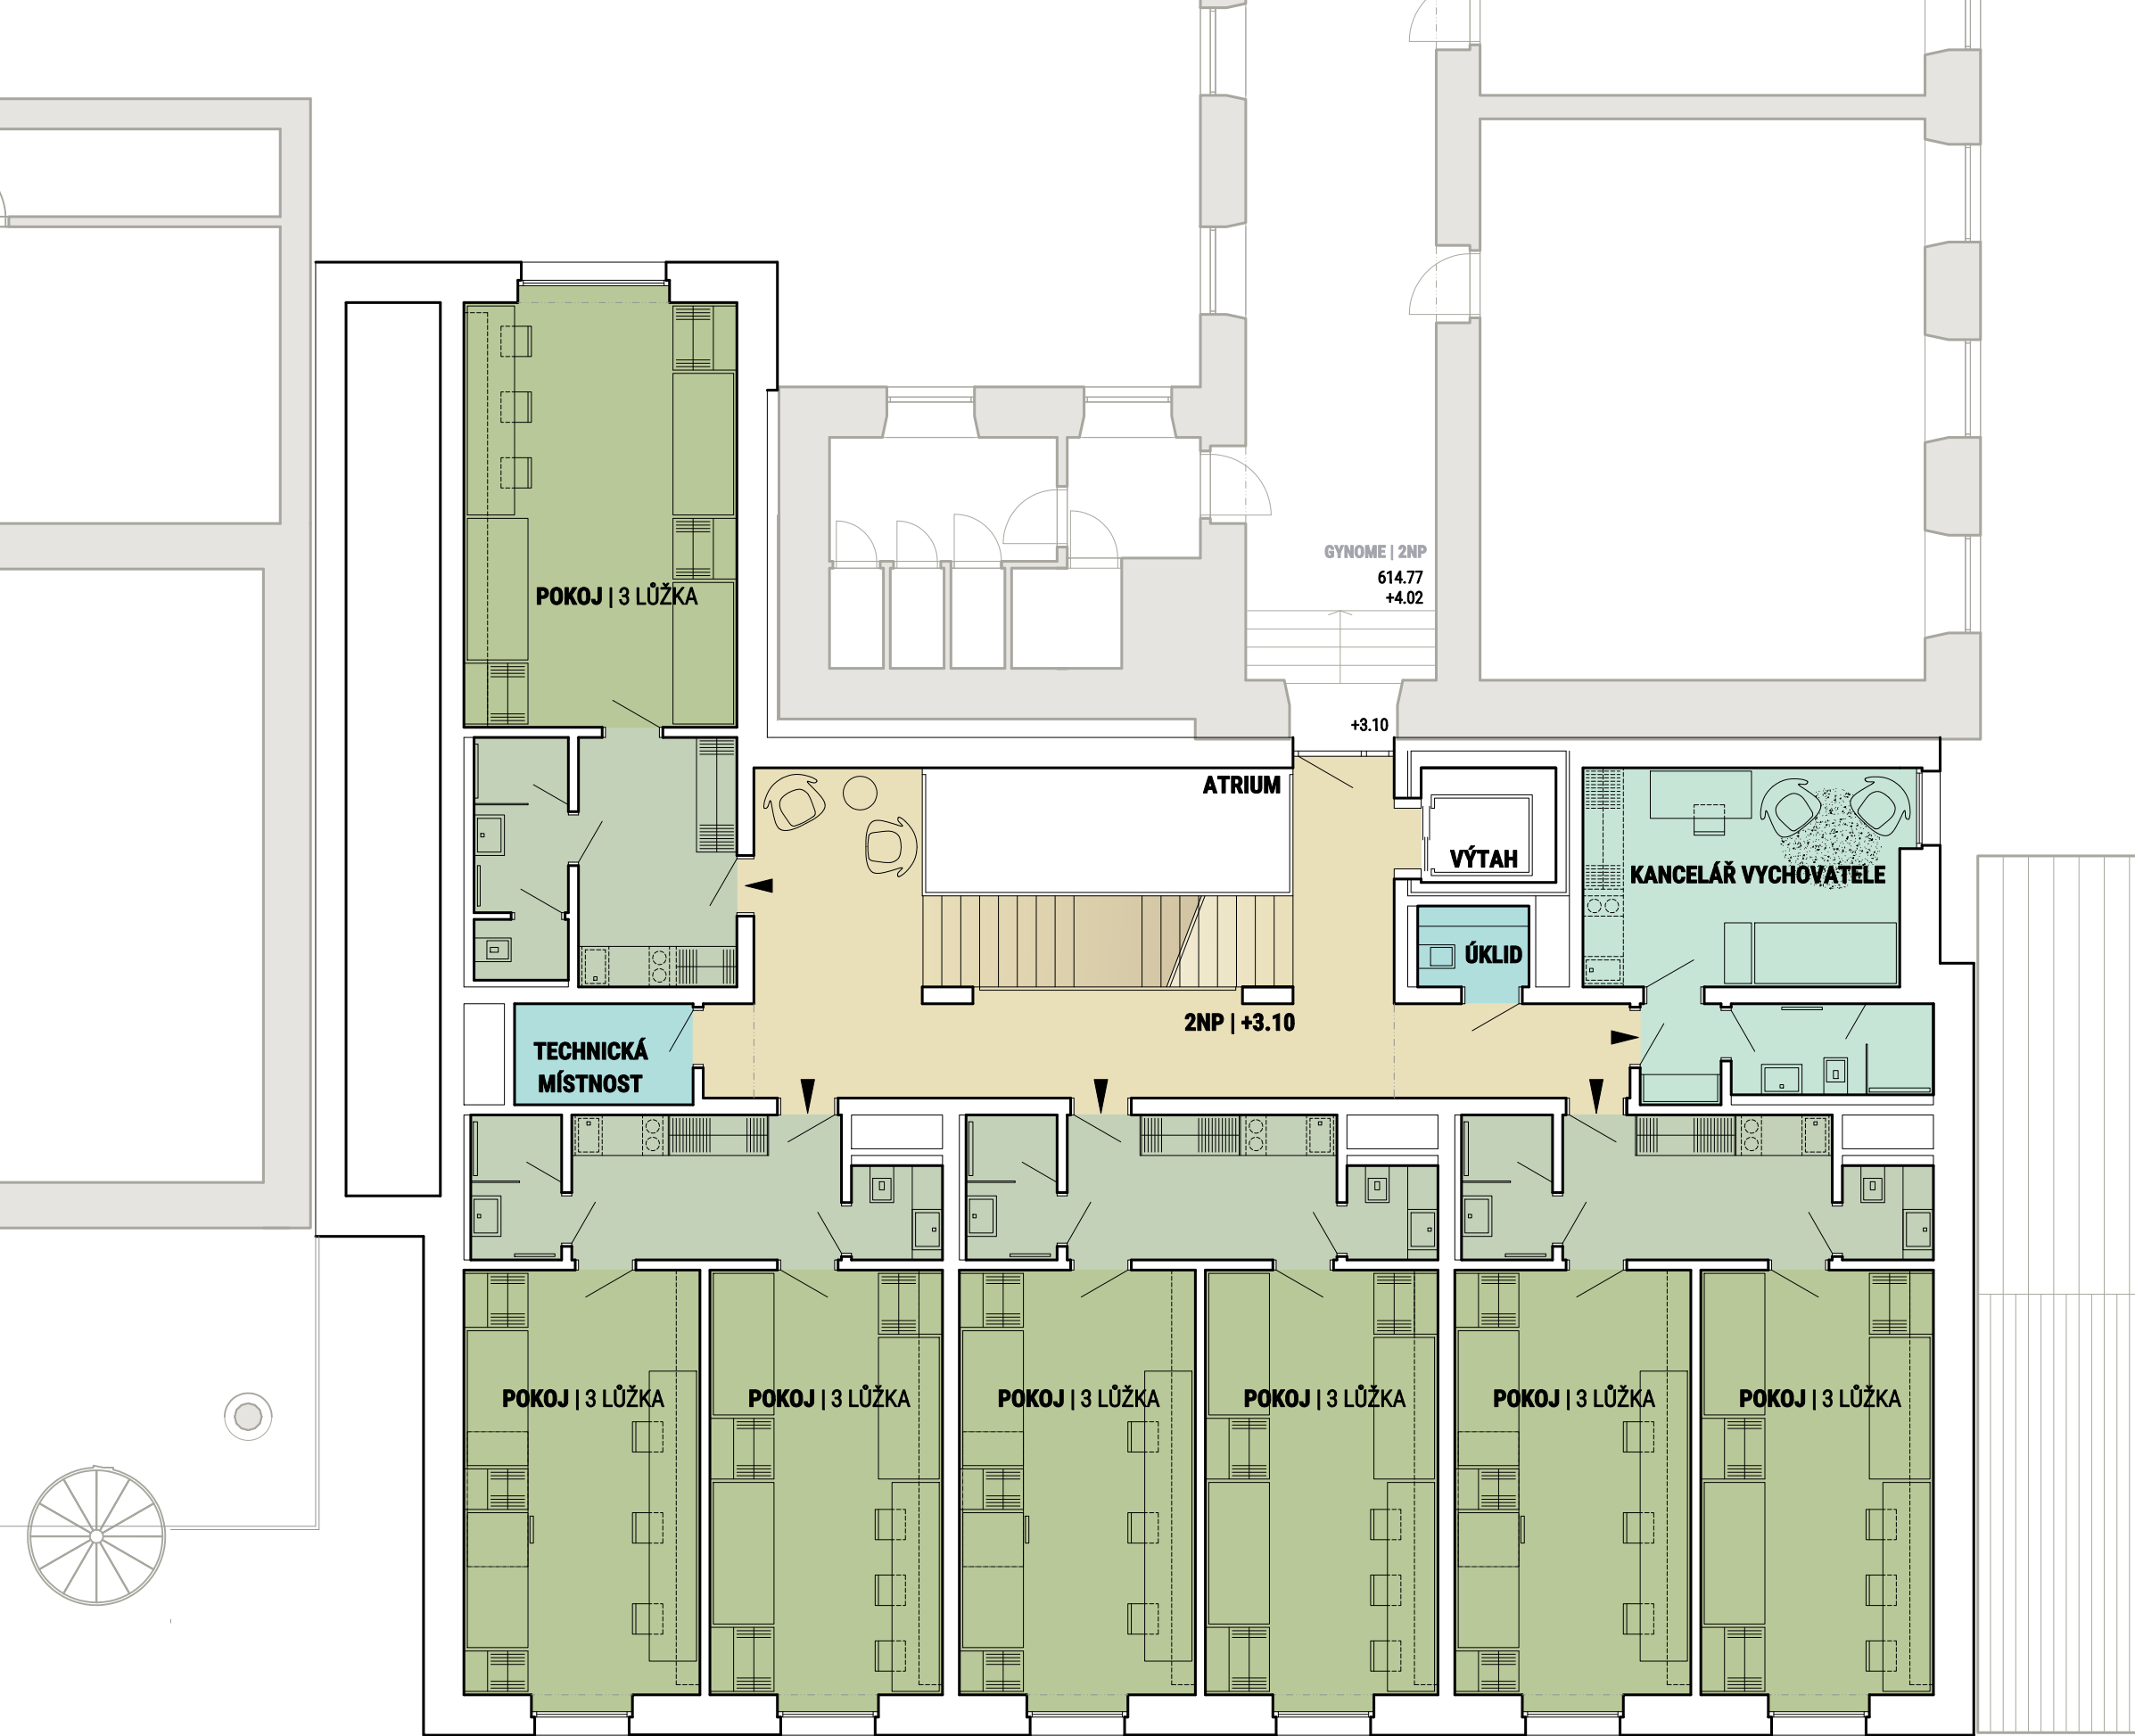 GYNOME | 2NP
614.77
+4.02
POKOJ | 3 LŮŽKA
+3.10
ATRIUM
VÝTAH
KANCELÁŘ VYCHOVATELE
ÚKLID
2NP | +3.10
TECHNICKÁ
MÍSTNOST
POKOJ | 3 LŮŽKA
POKOJ | 3 LŮŽKA
POKOJ | 3 LŮŽKA
POKOJ | 3 LŮŽKA
POKOJ | 3 LŮŽKA
POKOJ | 3 LŮŽKA